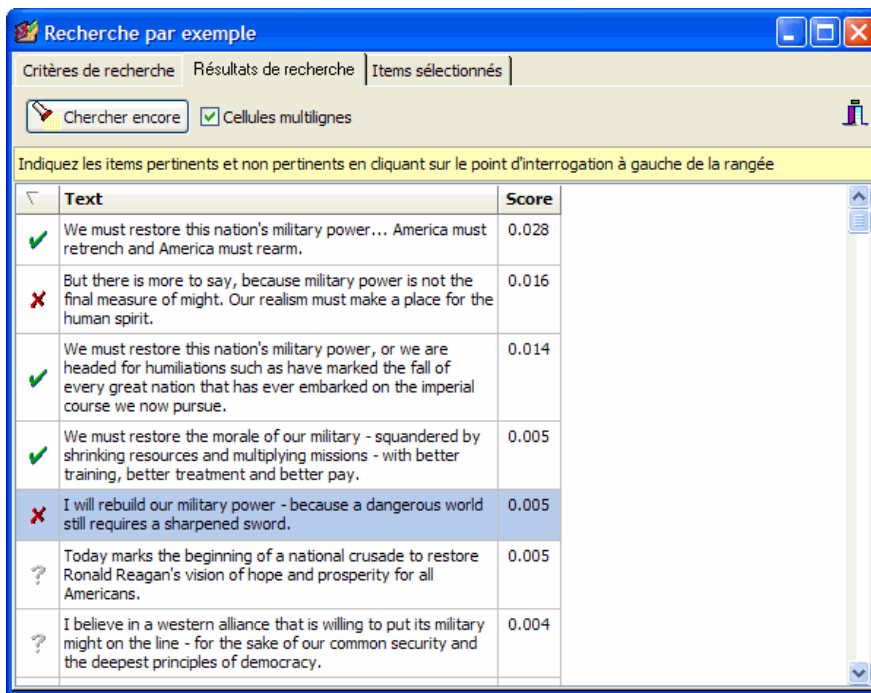 Recherche par exemple
Critères de recherche Résultats de recherche Items sélectionnés
Chercher encore Cellules multilignes
Indiquez les items pertinents et non pertinents en cliquant sur le point d'interrogation à gauche de la rangée
Text Score
We must restore this nation's military power... America must 0.028
retrench and America must rearm.
But there is more to say, because military power is not the 0.016
final measure of might. Our realism must make a place for the
human spirit.
We must restore this nation's military power, or we are 0.014
headed for humiliations such as have marked the fall of
every great nation that has ever embarked on the imperial
course we now pursue.
We must restore the morale of our military - squandered by 0.005
shrinking resources and multiplying missions - with better
training, better treatment and better pay.
I will rebuild our military power - because a dangerous world 0.005
still requires a sharpened sword.
? Today marks the beginning of a national crusade to restore 0.005
Ronald Reagan's vision of hope and prosperity for all
Americans.
? I believe in a western alliance that is willing to put its military 0.004
might on the line - for the sake of our common security and
the deepest principles of democracy.